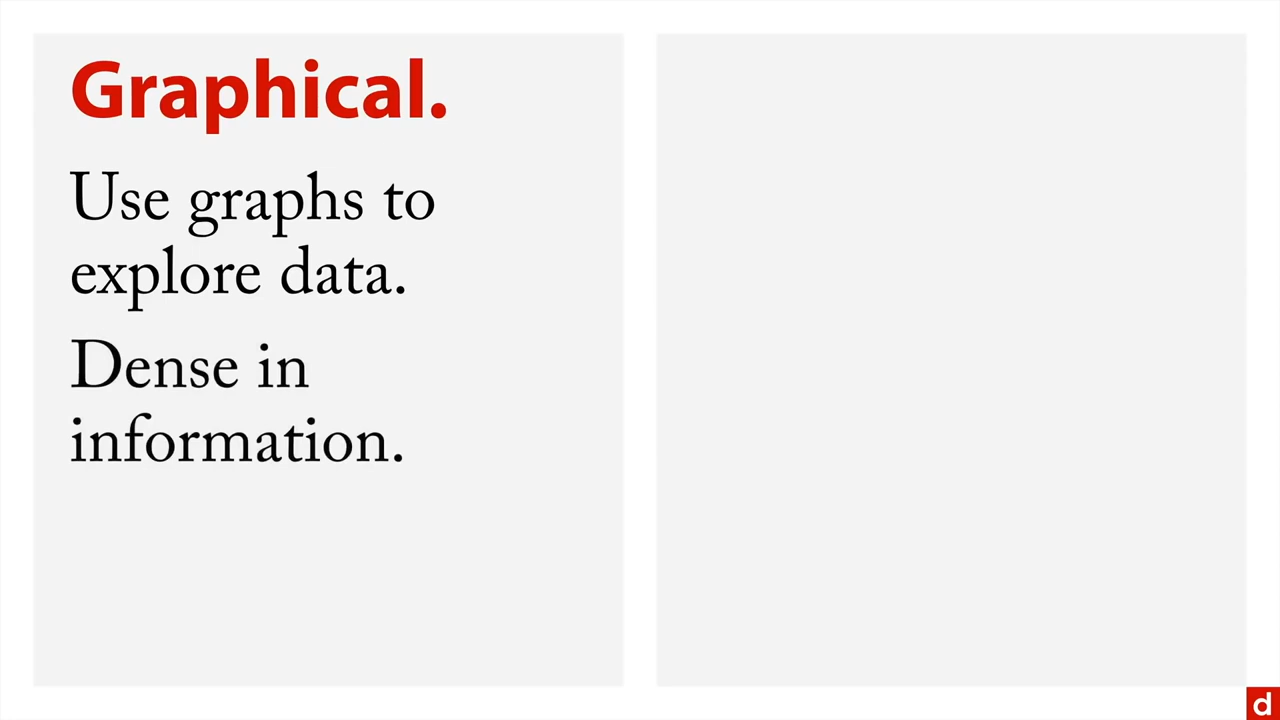 Graphical.
Use graphs to
explore data.
Dense in
information.
d